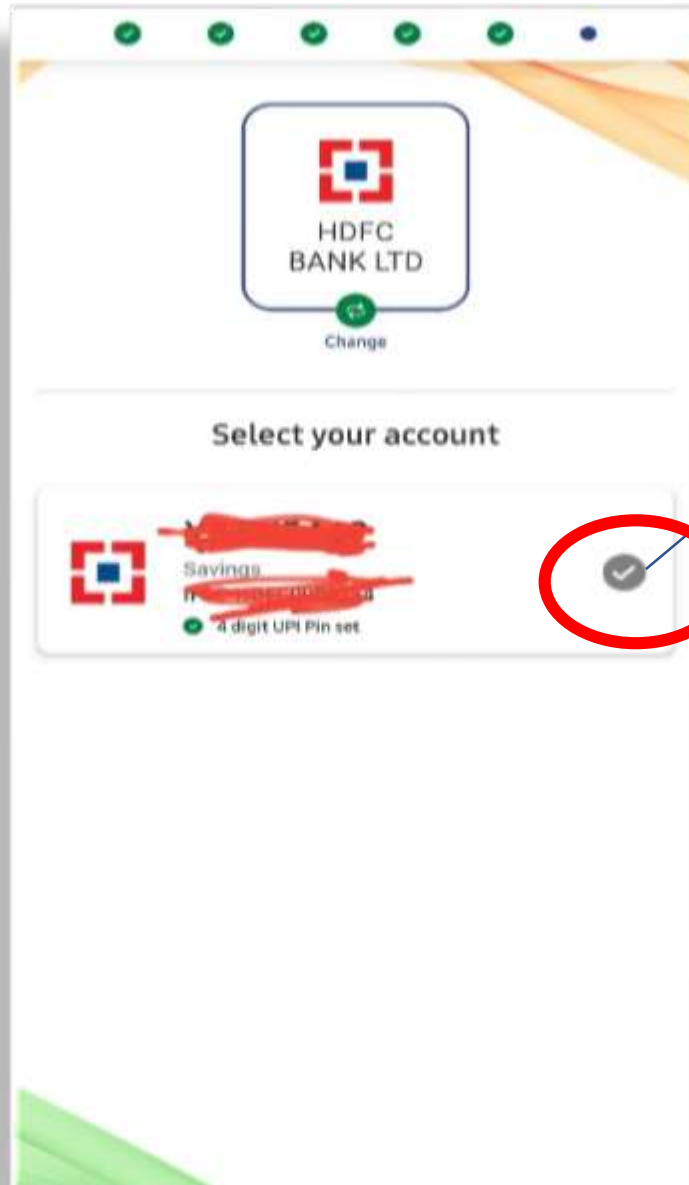 HDFC
BANK LTD
Change
Select your account
Savings
4 digit UPI Pin set